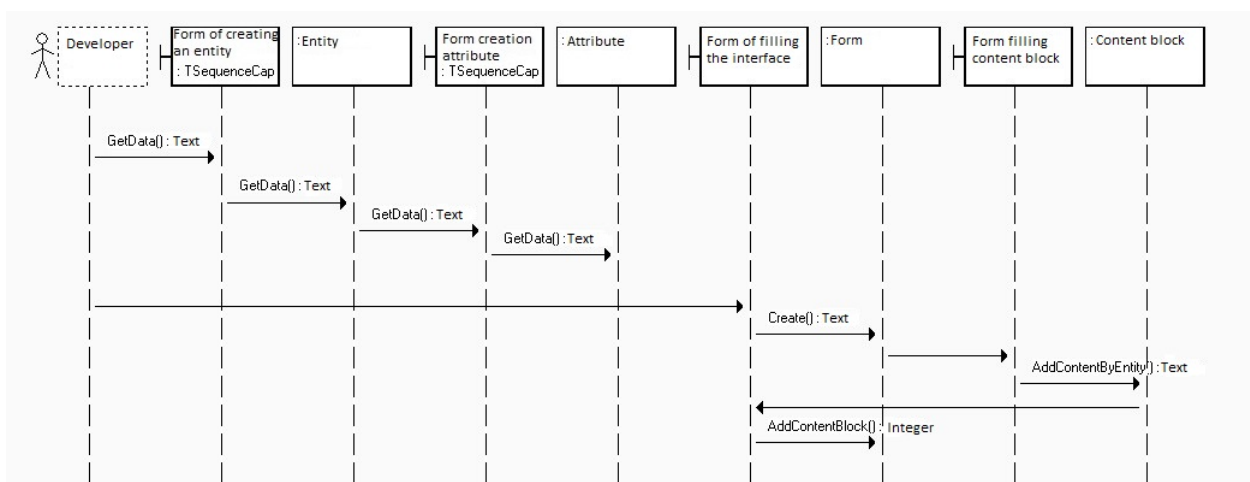 Developer
Form of creating
an entity
: TSequenceCap
:Entity
Form creation
attribute
: TSequenceCap
:Attribute
Form of filling
the interface
:Form
Form filling
content block
:Content block
GetData() : Text
GetData() : Text
GetData() : Text
GetData() : Text
Create() : Text
AddContentByEntity() : Text
AddContentBlock() : Integer